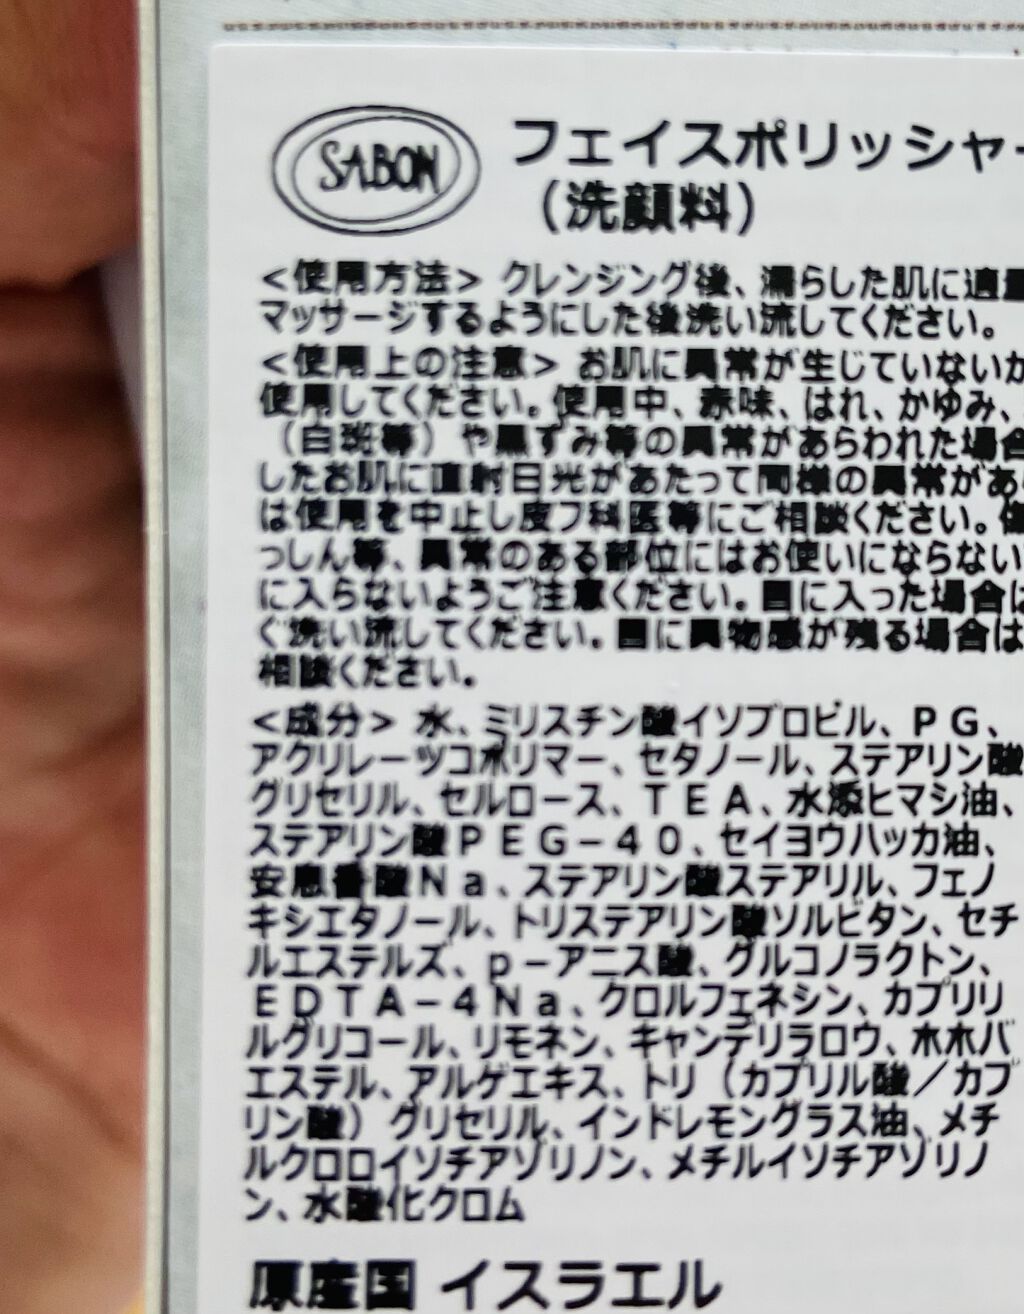 SABON
フェイスポリッシャー
（洗顔料）
＜使用方法＞ クレンジング後、濡らした肌に適量
マッサージするようにした後洗い流してください。
＜使用上の注意＞ お肌に異常が生じていないか
使用してください。使用中、赤味、はれ、かゆみ、
（白斑等） や黒ずみ等の異常があらわれた場合
したお肌に直射日光があたって同様の異常があら
は使用を中止し皮フ科医等にご相談ください。傷
っしん等、異常のある部位にはお使いにならない
に入らないようご注意ください。目に入った場合は
ぐ洗い流してください。目に異物感が残る場合は
相談ください。
＜成分＞ 水、ミリスチン酸イソプロピル、ＰＧ、
アクリレーツコポリマー、セタノール、ステアリン酸
グリセリル、セルロース、ＴＥＡ、水添ヒマシ油、
ステアリン酸ＰＥＧ－４０、セイヨウハッカ油、
安息香酸Ｎａ、ステアリン酸ステアリル、フェノ
キシエタノール、トリステアリン酸ソルビタン、セチ
ルエステルズ、ｐ－アニス酸、グルコノラクトン、
ＥＤＴＡ－４Ｎａ、クロルフェネシン、カプリリ
ルグリコール、リモネン、キャンデリラロウ、ホホバ
エステル、アルゲエキス、トリ（カプリル酸／カプ
リン酸）グリセリル、インドレモングラス油、メチ
ルクロロイソチアゾリノン、メチルイソチアゾリノ
ン、水酸化クロム
原産国 イスラエル